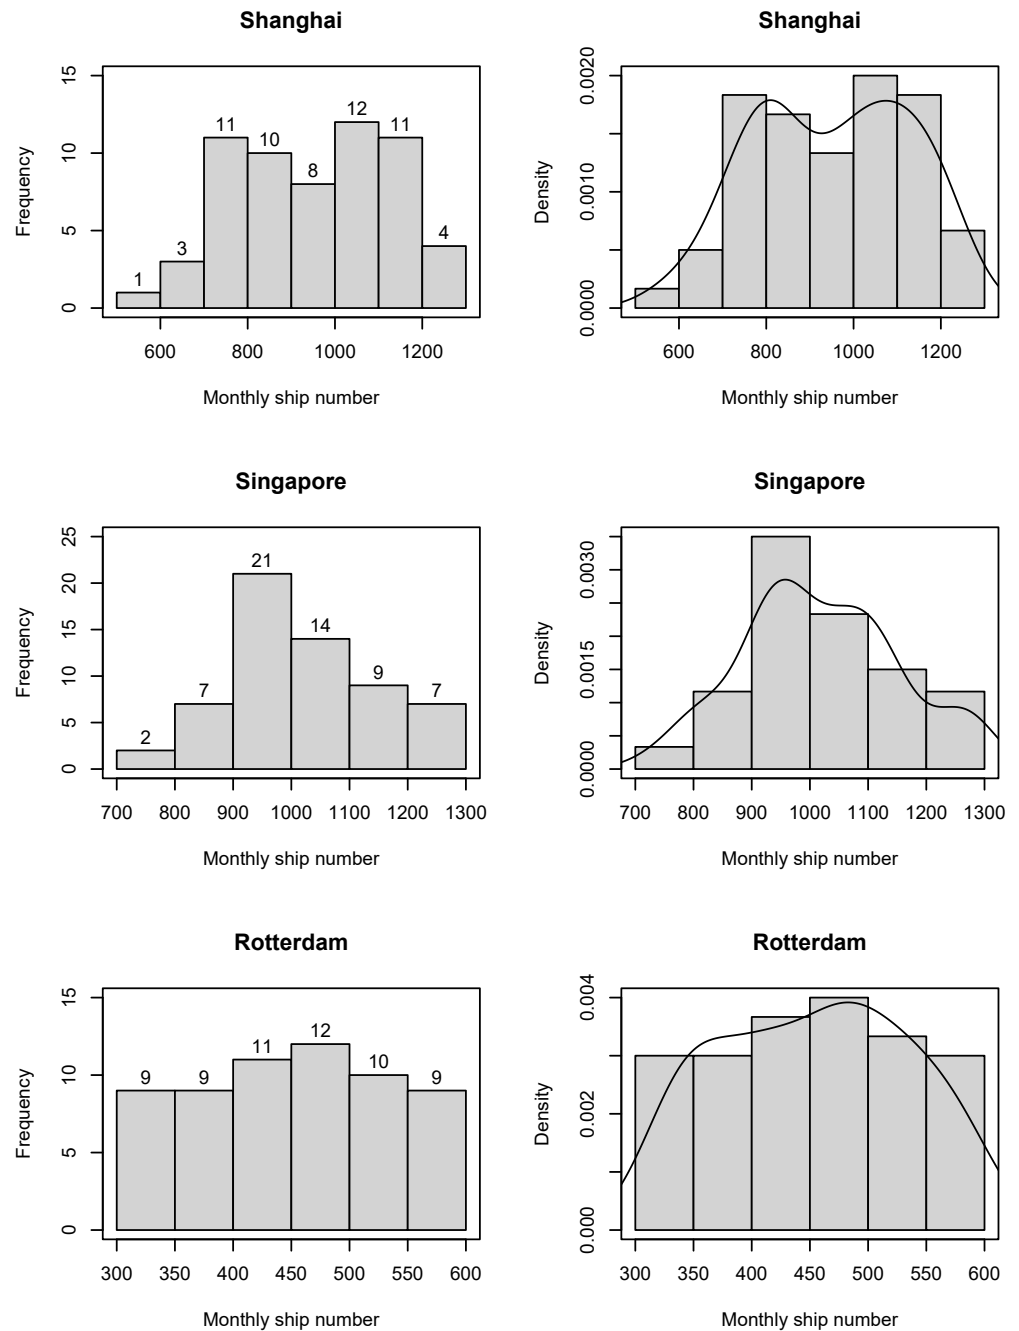 Shanghai
Frequency
15
10
5
0
1
3
11
10
8
12
11
4
600 800 1000 1200
Monthly ship number
Shanghai
Density
0.0020
0.0010
0.0000
600 800 1000 1200
Monthly ship number
Singapore
Frequency
25
20
15
10
5
0
2
7
21
14
9
7
700 800 900 1000 1100 1200 1300
Monthly ship number
Singapore
Density
0.0030
0.0015
0.0000
700 800 900 1000 1100 1200 1300
Monthly ship number
Rotterdam
Frequency
15
10
5
0
9
9
11
12
10
9
300 350 400 450 500 550 600
Monthly ship number
Rotterdam
Density
0.004
0.002
0.000
300 350 400 450 500 550 600
Monthly ship number